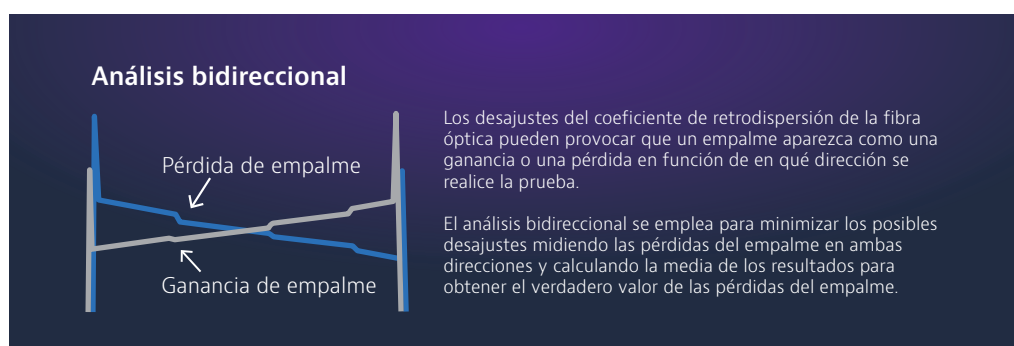 Análisis bidireccional
Pérdida de empalme
Ganancia de empalme
Los desajustes del coeficiente de retrodispersión de la fibra
óptica pueden provocar que un empalme aparezca como una
ganancia o una pérdida en función de en qué dirección se
realice la prueba.
El análisis bidireccional se emplea para minimizar los posibles
desajustes midiendo las pérdidas del empalme en ambas
direcciones y calculando la media de los resultados para
obtener el verdadero valor de las pérdidas del empalme.